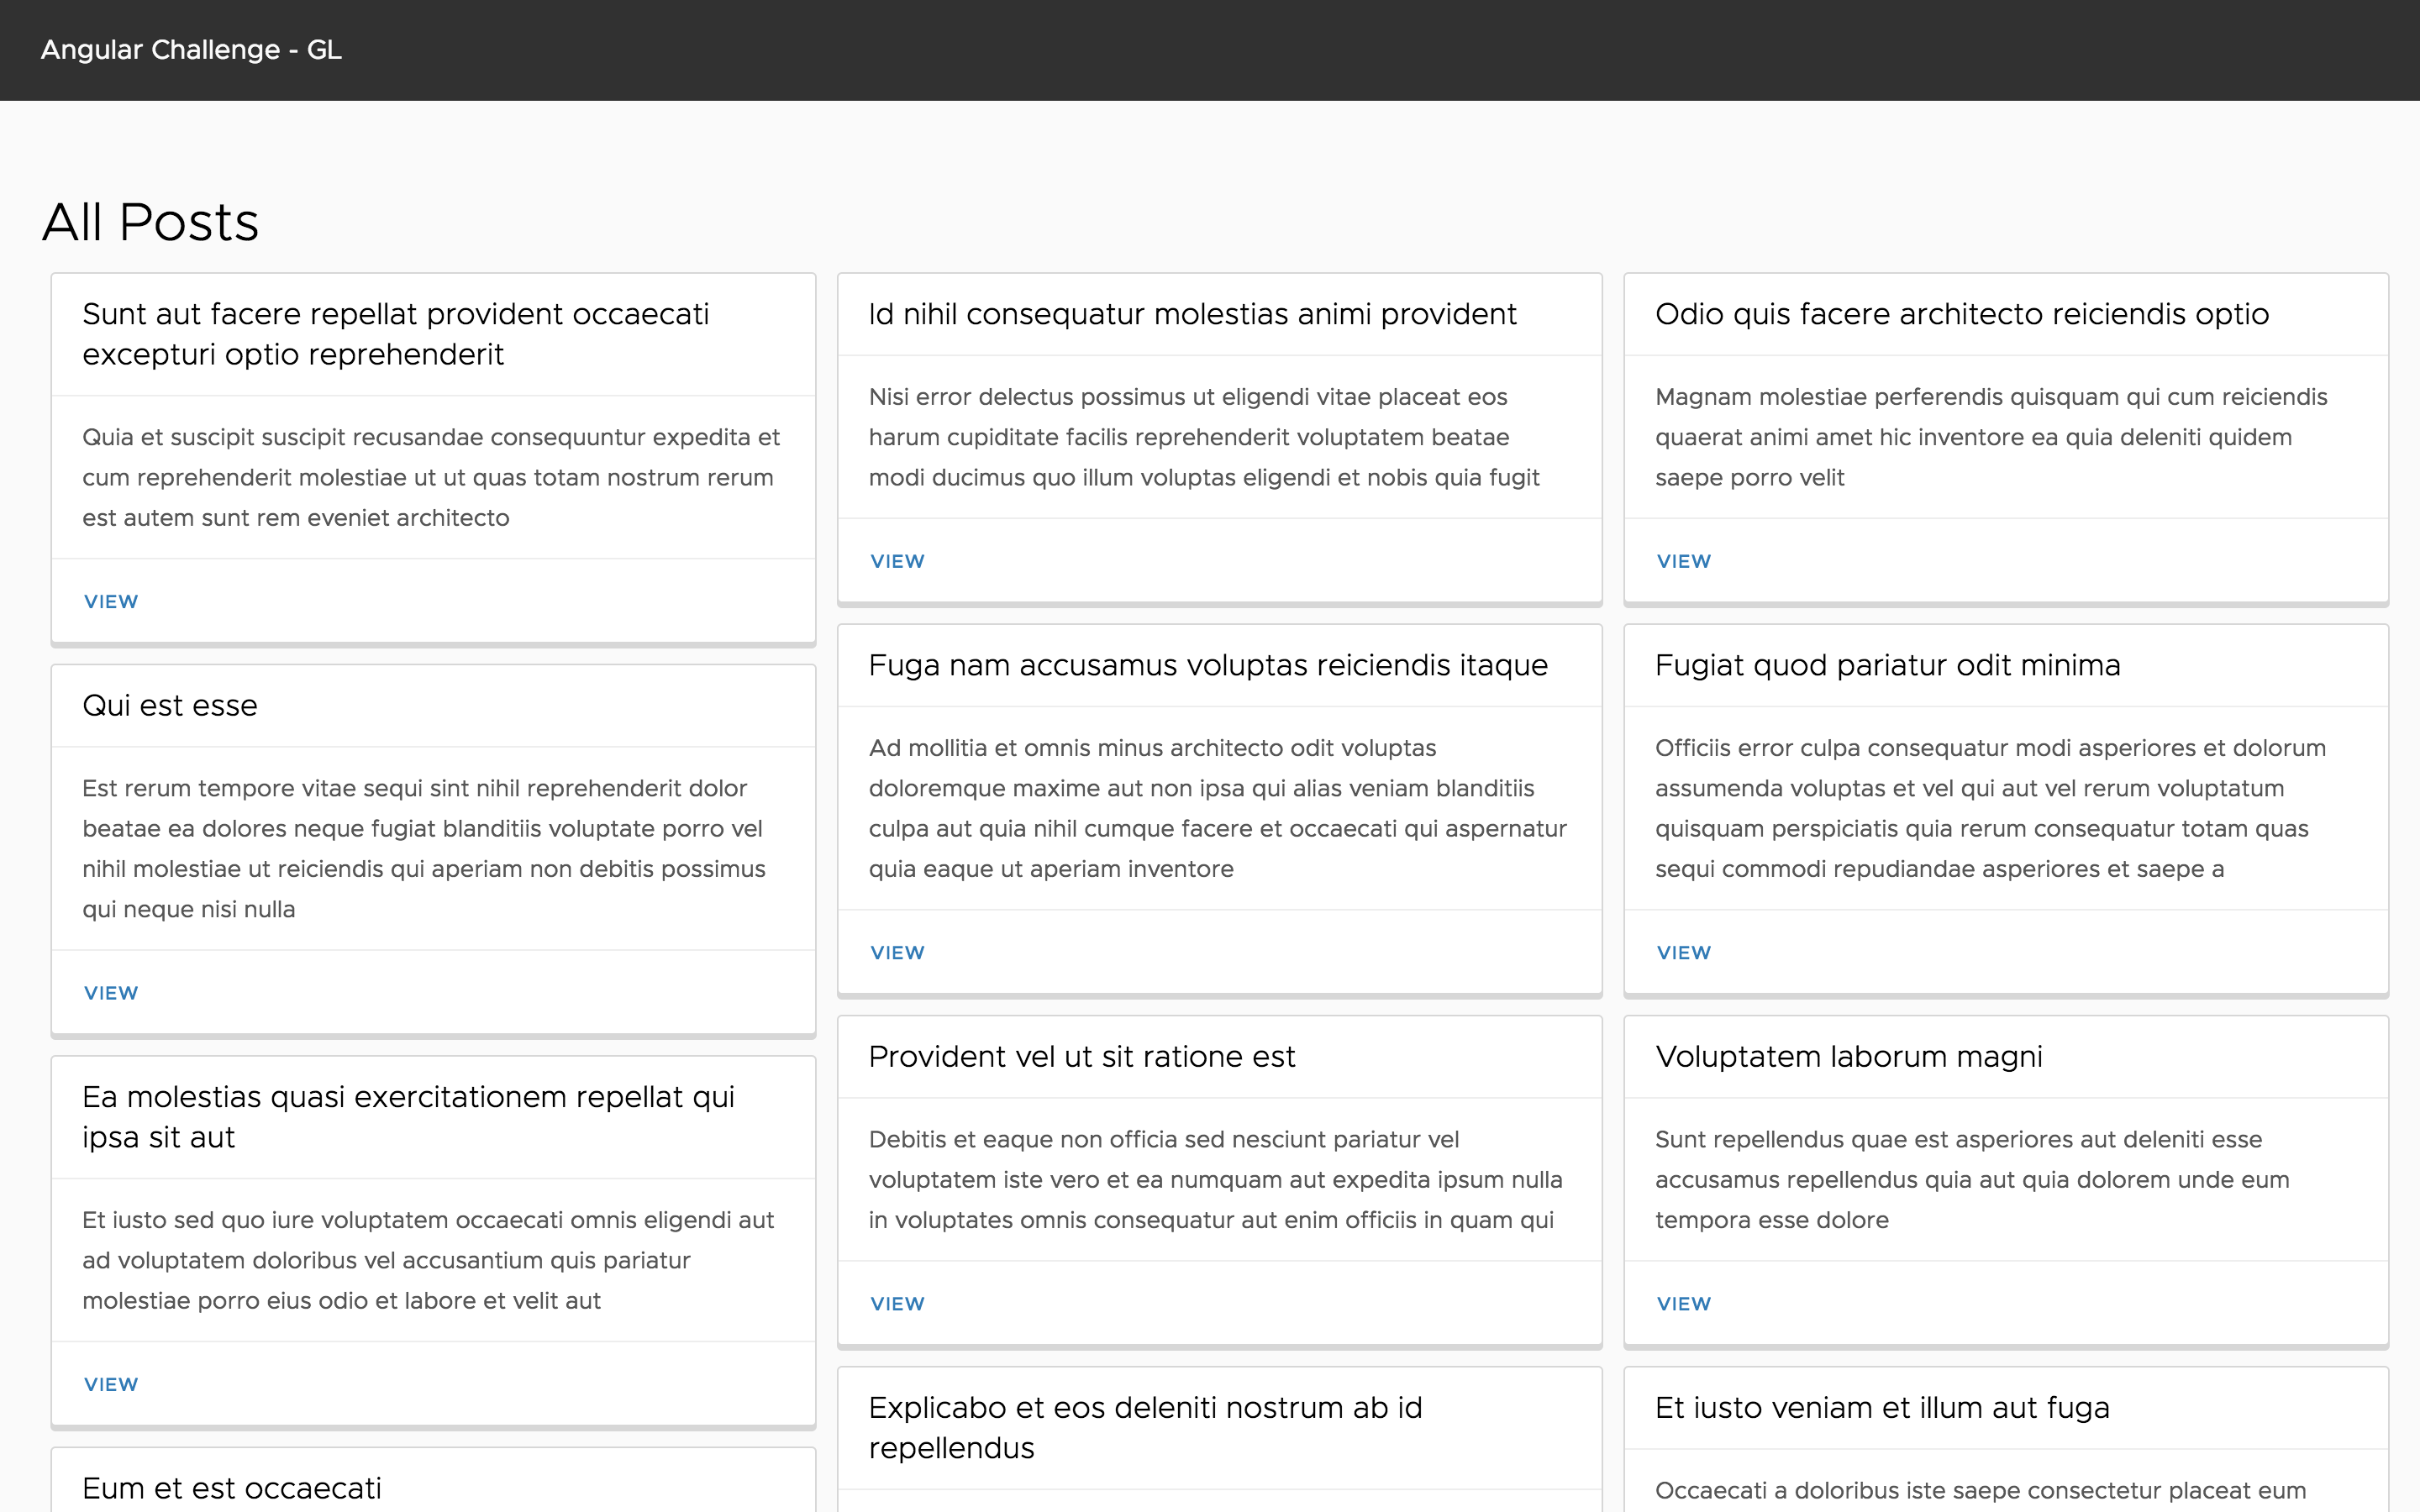 Angular Challenge - GL
All Posts
Sunt aut facere repellat provident occaecati
excepturi optio reprehenderit
Quia et suscipit suscipit recusandae consequuntur expedita et
cum reprehenderit molestiae ut ut quas totam nostrum rerum
est autem sunt rem eveniet architecto
VIEW
Qui est esse
Est rerum tempore vitae sequi sint nihil reprehenderit dolor
beatae ea dolores neque fugiat blanditiis voluptate porro vel
nihil molestiae ut reiciendis qui aperiam non debitis possimus
qui neque nisi nulla
VIEW
Ea molestias quasi exercitationem repellat qui
ipsa sit aut
Et iusto sed quo iure voluptatem occaecati omnis eligendi aut
ad voluptatem doloribus vel accusantium quis pariatur
molestiae porro eius odio et labore et velit aut
VIEW
Eum et est occaecati
Id nihil consequatur molestias animi provident
Nisi error delectus possimus ut eligendi vitae placeat eos
harum cupiditate facilis reprehenderit voluptatem beatae
modi ducimus quo illum voluptas eligendi et nobis quia fugit
VIEW
Fuga nam accusamus voluptas reiciendis itaque
Ad mollitia et omnis minus architecto odit voluptas
doloremque maxime aut non ipsa qui alias veniam blanditiis
culpa aut quia nihil cumque facere et occaecati qui aspernatur
quia eaque ut aperiam inventore
VIEW
Provident vel ut sit ratione est
Debitis et eaque non officia sed nesciunt pariatur vel
voluptatem iste vero et ea numquam aut expedita ipsum nulla
in voluptates omnis consequatur aut enim officiis in quam qui
VIEW
Explicabo et eos deleniti nostrum ab id
repellendus
Odio quis facere architecto reiciendis optio
Magnam molestiae perferendis quisquam qui cum reiciendis
quaerat animi amet hic inventore ea quia deleniti quidem
saepe porro velit
VIEW
Fugiat quod pariatur odit minima
Officiis error culpa consequatur modi asperiores et dolorum
assumenda voluptas et vel qui aut vel rerum voluptatum
quisquam perspiciatis quia rerum consequatur totam quas
sequi commodi repudiandae asperiores et saepe a
VIEW
Voluptatem laborum magni
Sunt repellendus quae est asperiores aut deleniti esse
accusamus repellendus quia aut quia dolorem unde eum
tempora esse dolore
VIEW
Et iusto veniam et illum aut fuga
Occaecati a doloribus iste saepe consectetur placeat eum